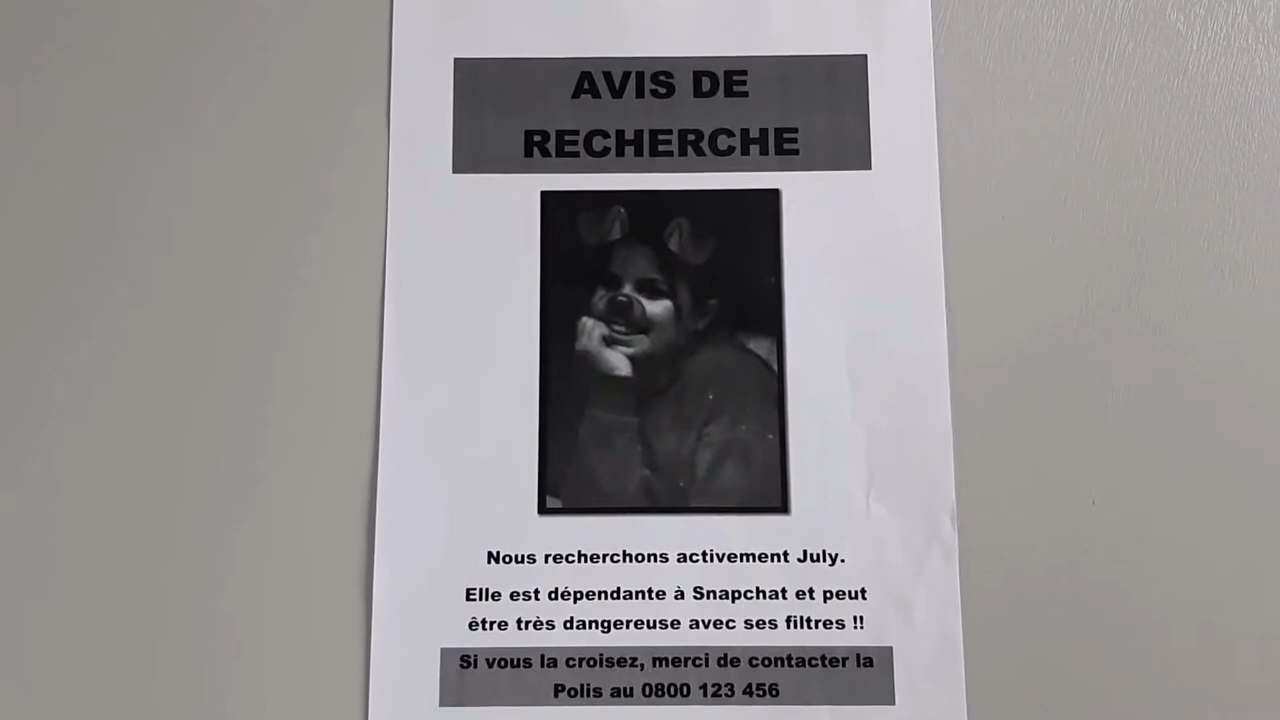 AVIS DE
RECHERCHE
Nous recherchons activement July.
Elle est dépendante à Snapchat et peut
être très dangereuse avec ses filtres !!
Si vous la croisez, merci de contacter la
Polis au 0800 123 456